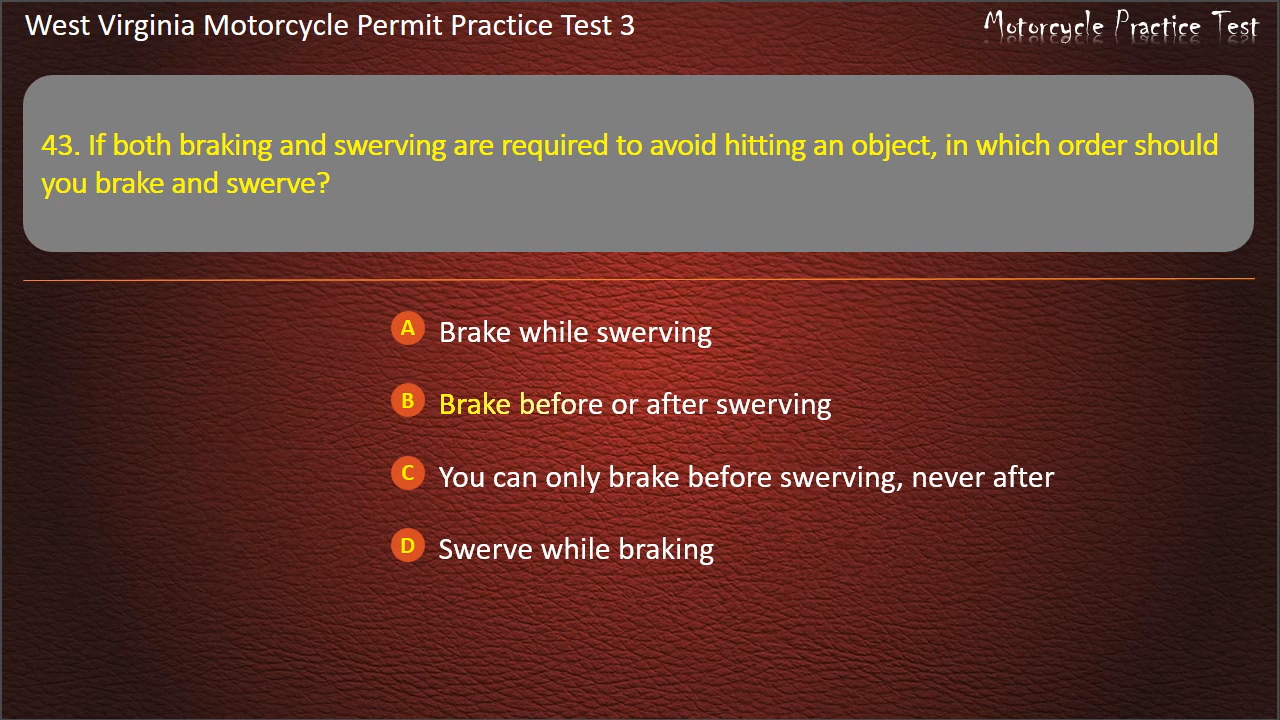 West Virginia Motorcycle Permit Practice Test 3
Motorcycle Practice Test
43. If both braking and swerving are required to avoid hitting an object, in which order should
you brake and swerve?
A Brake while swerving
B Brake before or after swerving
C You can only brake before swerving, never after
D Swerve while braking